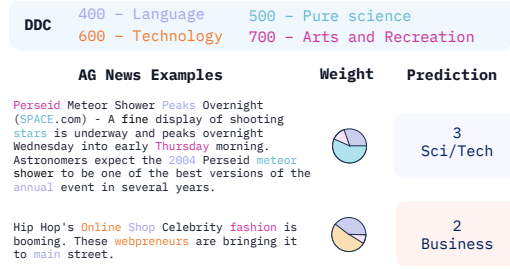 DDC
400 – Language 500 – Pure science
600 – Technology 700 – Arts and Recreation
AG News Examples Weight Prediction
Perseid Meteor Shower Peaks Overnight
(SPACE.com) - A fine display of shooting
stars is underway and peaks overnight
Wednesday into early Thursday morning.
Astronomers expect the 2004 Perseid meteor
shower to be one of the best versions of the
annual event in several years.
3
Sci/Tech
Hip Hop's Online Shop Celebrity fashion is
booming. These webpreneurs are bringing it
to main street.
2
Business